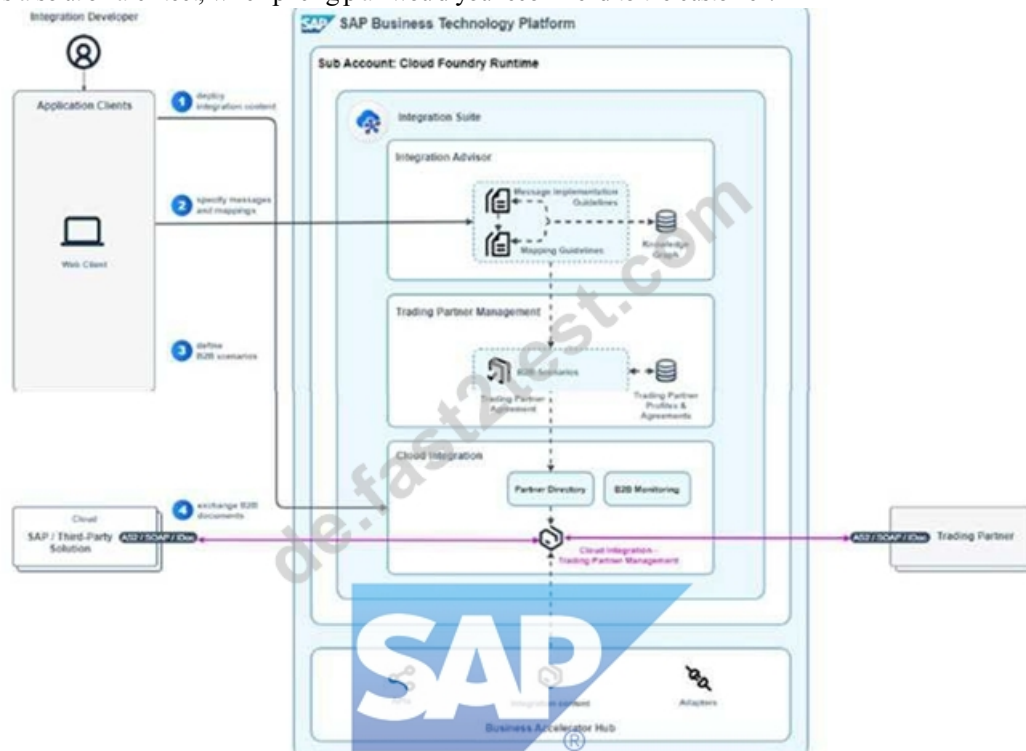 Integration Developer
SAP Business Technology Platform
Sub Account: Cloud Foundry Runtime
Application Clients
1 deploy
integration content
Integration Suite
Integration Advisor
Message Implementation
Guidelines
2 specify messages
and mappings
Mapping Guidelines
Knowledge
Graph
Web Client
Trading Partner Management
3 define
B2B scenarios
B2B Scenarios
Trading Partner
Agreement
Trading Partner
Profiles &
Agreements
Cloud Integration
Partner Directory
B2B Monitoring
4 exchange B2B
documents
Cloud
SAP / Third-Party
Solution
AS2 / SOAP / IDoc
AS2 / SOAP / IDoc
Trading Partner
Cloud Integration -
Trading Partner Management
Integration content
Adapters
Business Accelerator Hub
SAP
®
de.fast2test.com